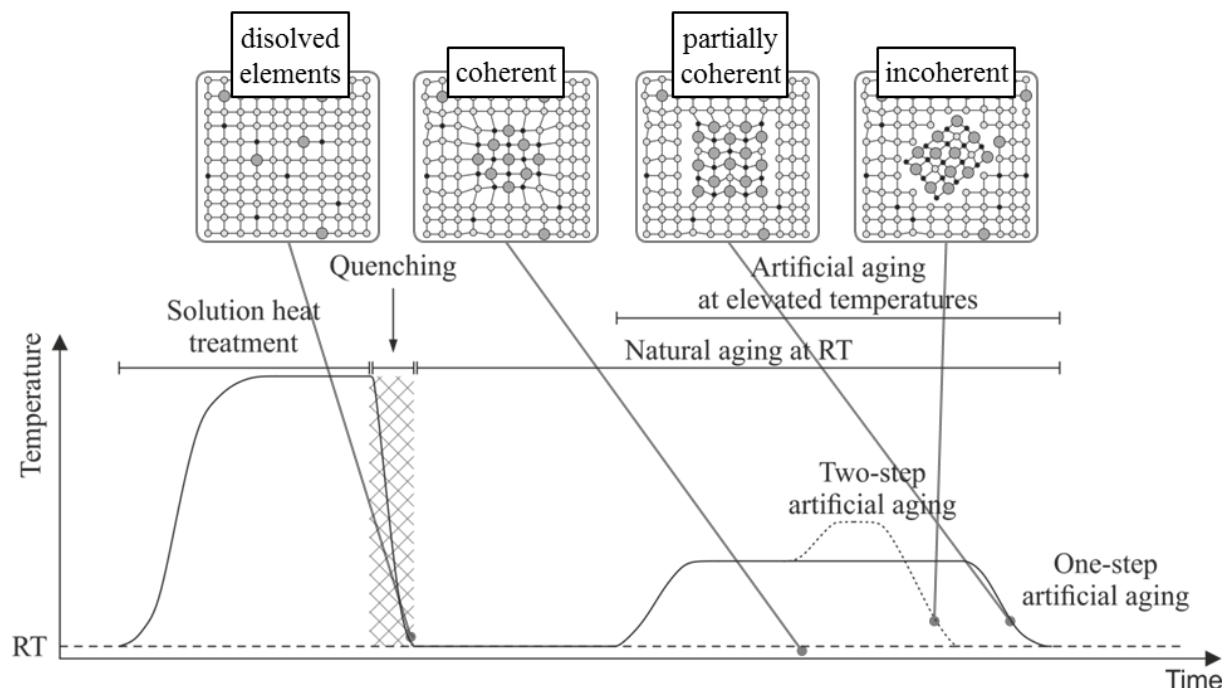 disolved
elements
coherent
partially
coherent
incoherent
Quenching
Artificial aging
at elevated temperatures
Solution heat
treatment
Natural aging at RT
Temperature
Two-step
artificial aging
One-step
artificial aging
RT
Time